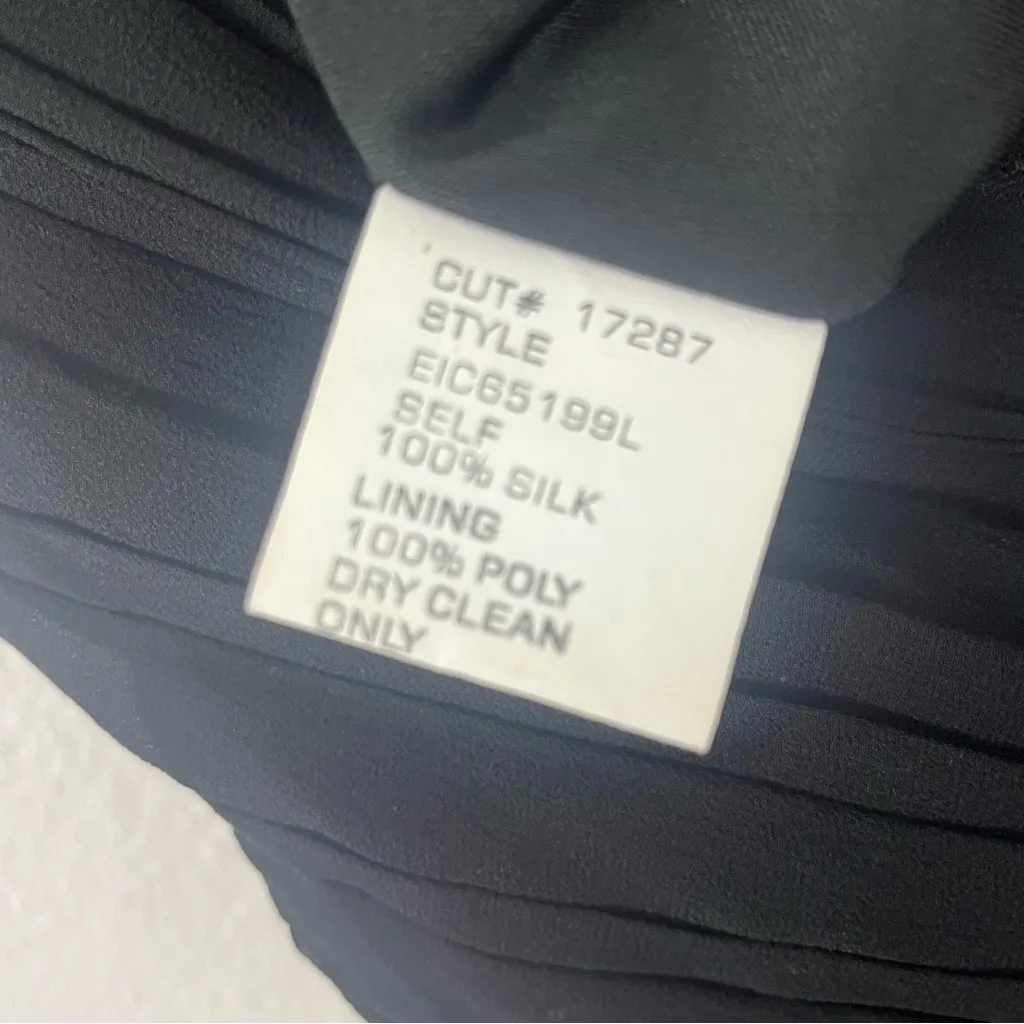 CUT# 17287
STYLE
EIC65199L
SELF
100% SILK
LINING
100% POLY
DRY CLEAN
ONLY